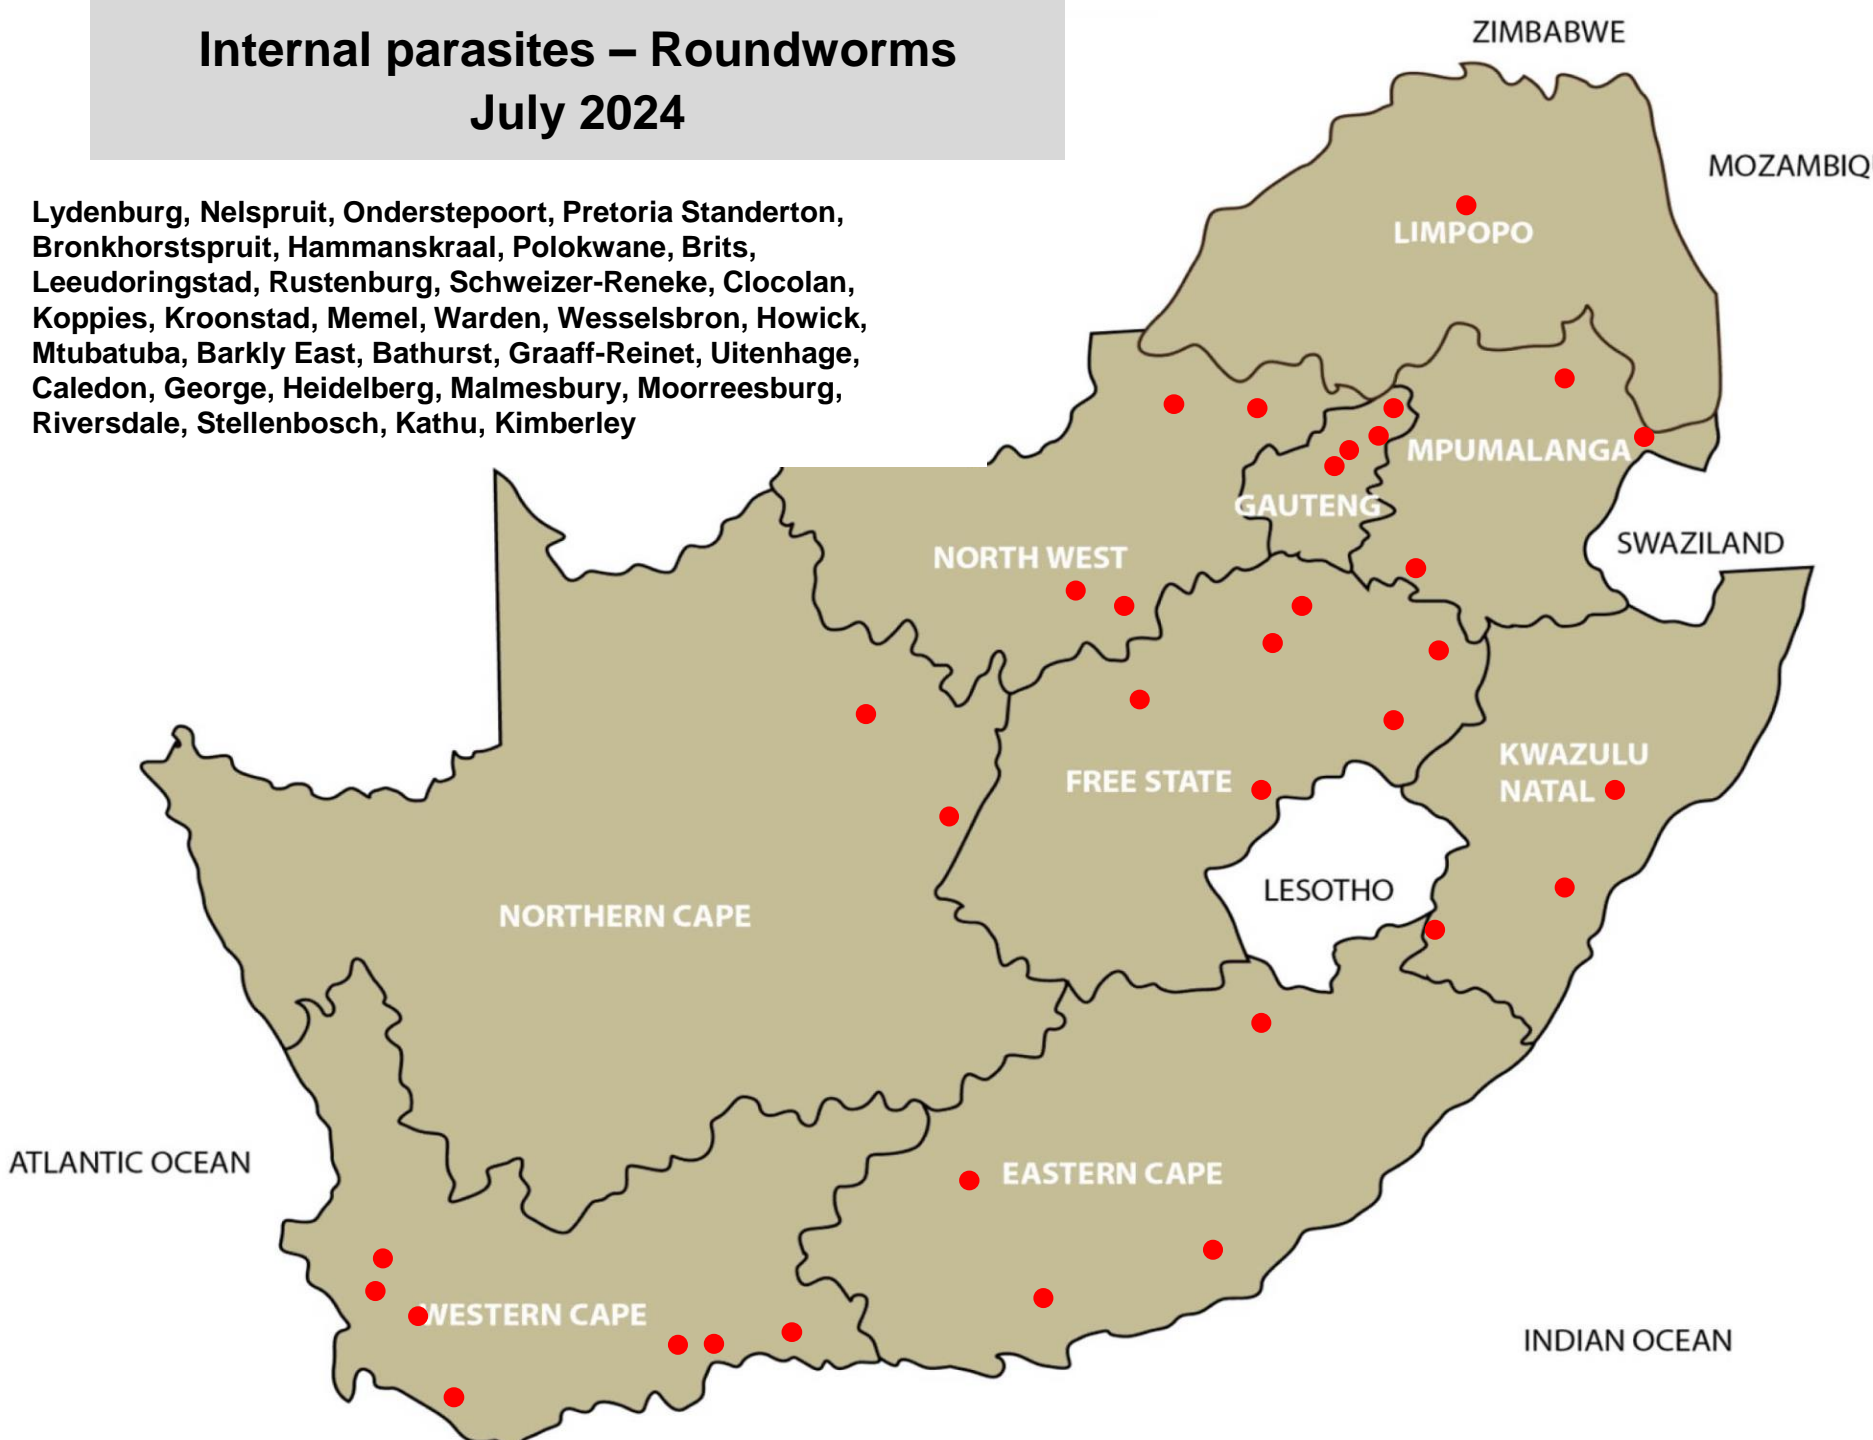 Internal parasites – Roundworms
July 2024
Lydenburg, Nelspruit, Onderstepoort, Pretoria Standerton,
Bronkhorstspruit, Hammanskraal, Polokwane, Brits,
Leeudoringstad, Rustenburg, Schweizer-Reneke, Clocolan,
Koppies, Kroonstad, Memel, Warden, Wesselsbron, Howick,
Mtubatuba, Barkly East, Bathurst, Graaff-Reinet, Uitenhage,
Caledon, George, Heidelberg, Malmesbury, Moorreesburg,
Riversdale, Stellenbosch, Kathu, Kimberley
ZIMBABWE
MOZAMBIQU
LIMPOPO
MPUMALANGA
GAUTENG
SWAZILAND
NORTH WEST
KWAZULU
NATAL
FREE STATE
LESOTHO
NORTHERN CAPE
ATLANTIC OCEAN
EASTERN CAPE
WESTERN CAPE
INDIAN OCEAN